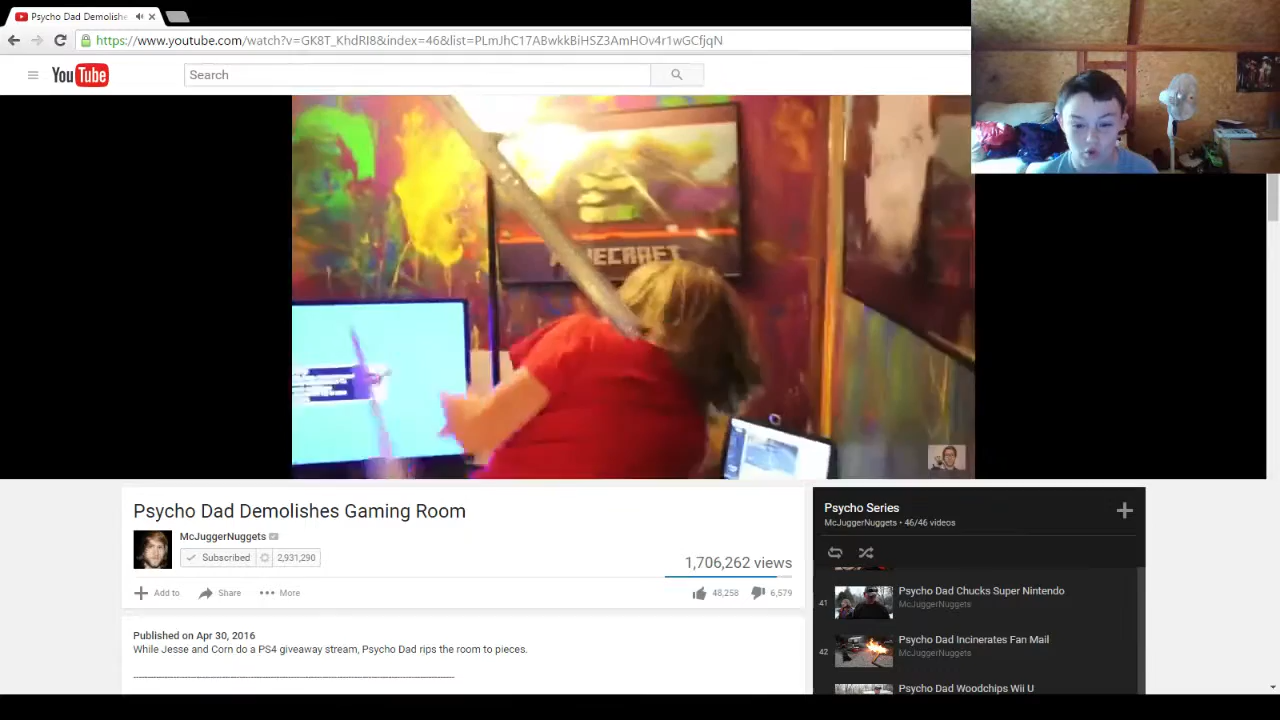 Psycho Dad Demolishe
https://www.youtube.com/watch?v=GK8T_KhdRI8&index=46&list=PLmJhC17ABwkkBiHSZ3AmHOv4r1wGCfjqN
YouTube
Search
MINECRAFT
Psycho Dad Demolishes Gaming Room
McJuggerNuggets
Subscribed 2,931,290
1,706,262 views
Add to Share More
48,258 6,579
Published on Apr 30, 2016
While Jesse and Corn do a PS4 giveaway stream, Psycho Dad rips the room to pieces.
Psycho Series
McJuggerNuggets • 46/46 videos
41 Psycho Dad Chucks Super Nintendo
McJuggerNuggets
42 Psycho Dad Incinerates Fan Mail
McJuggerNuggets
Psycho Dad Woodchips Wii U